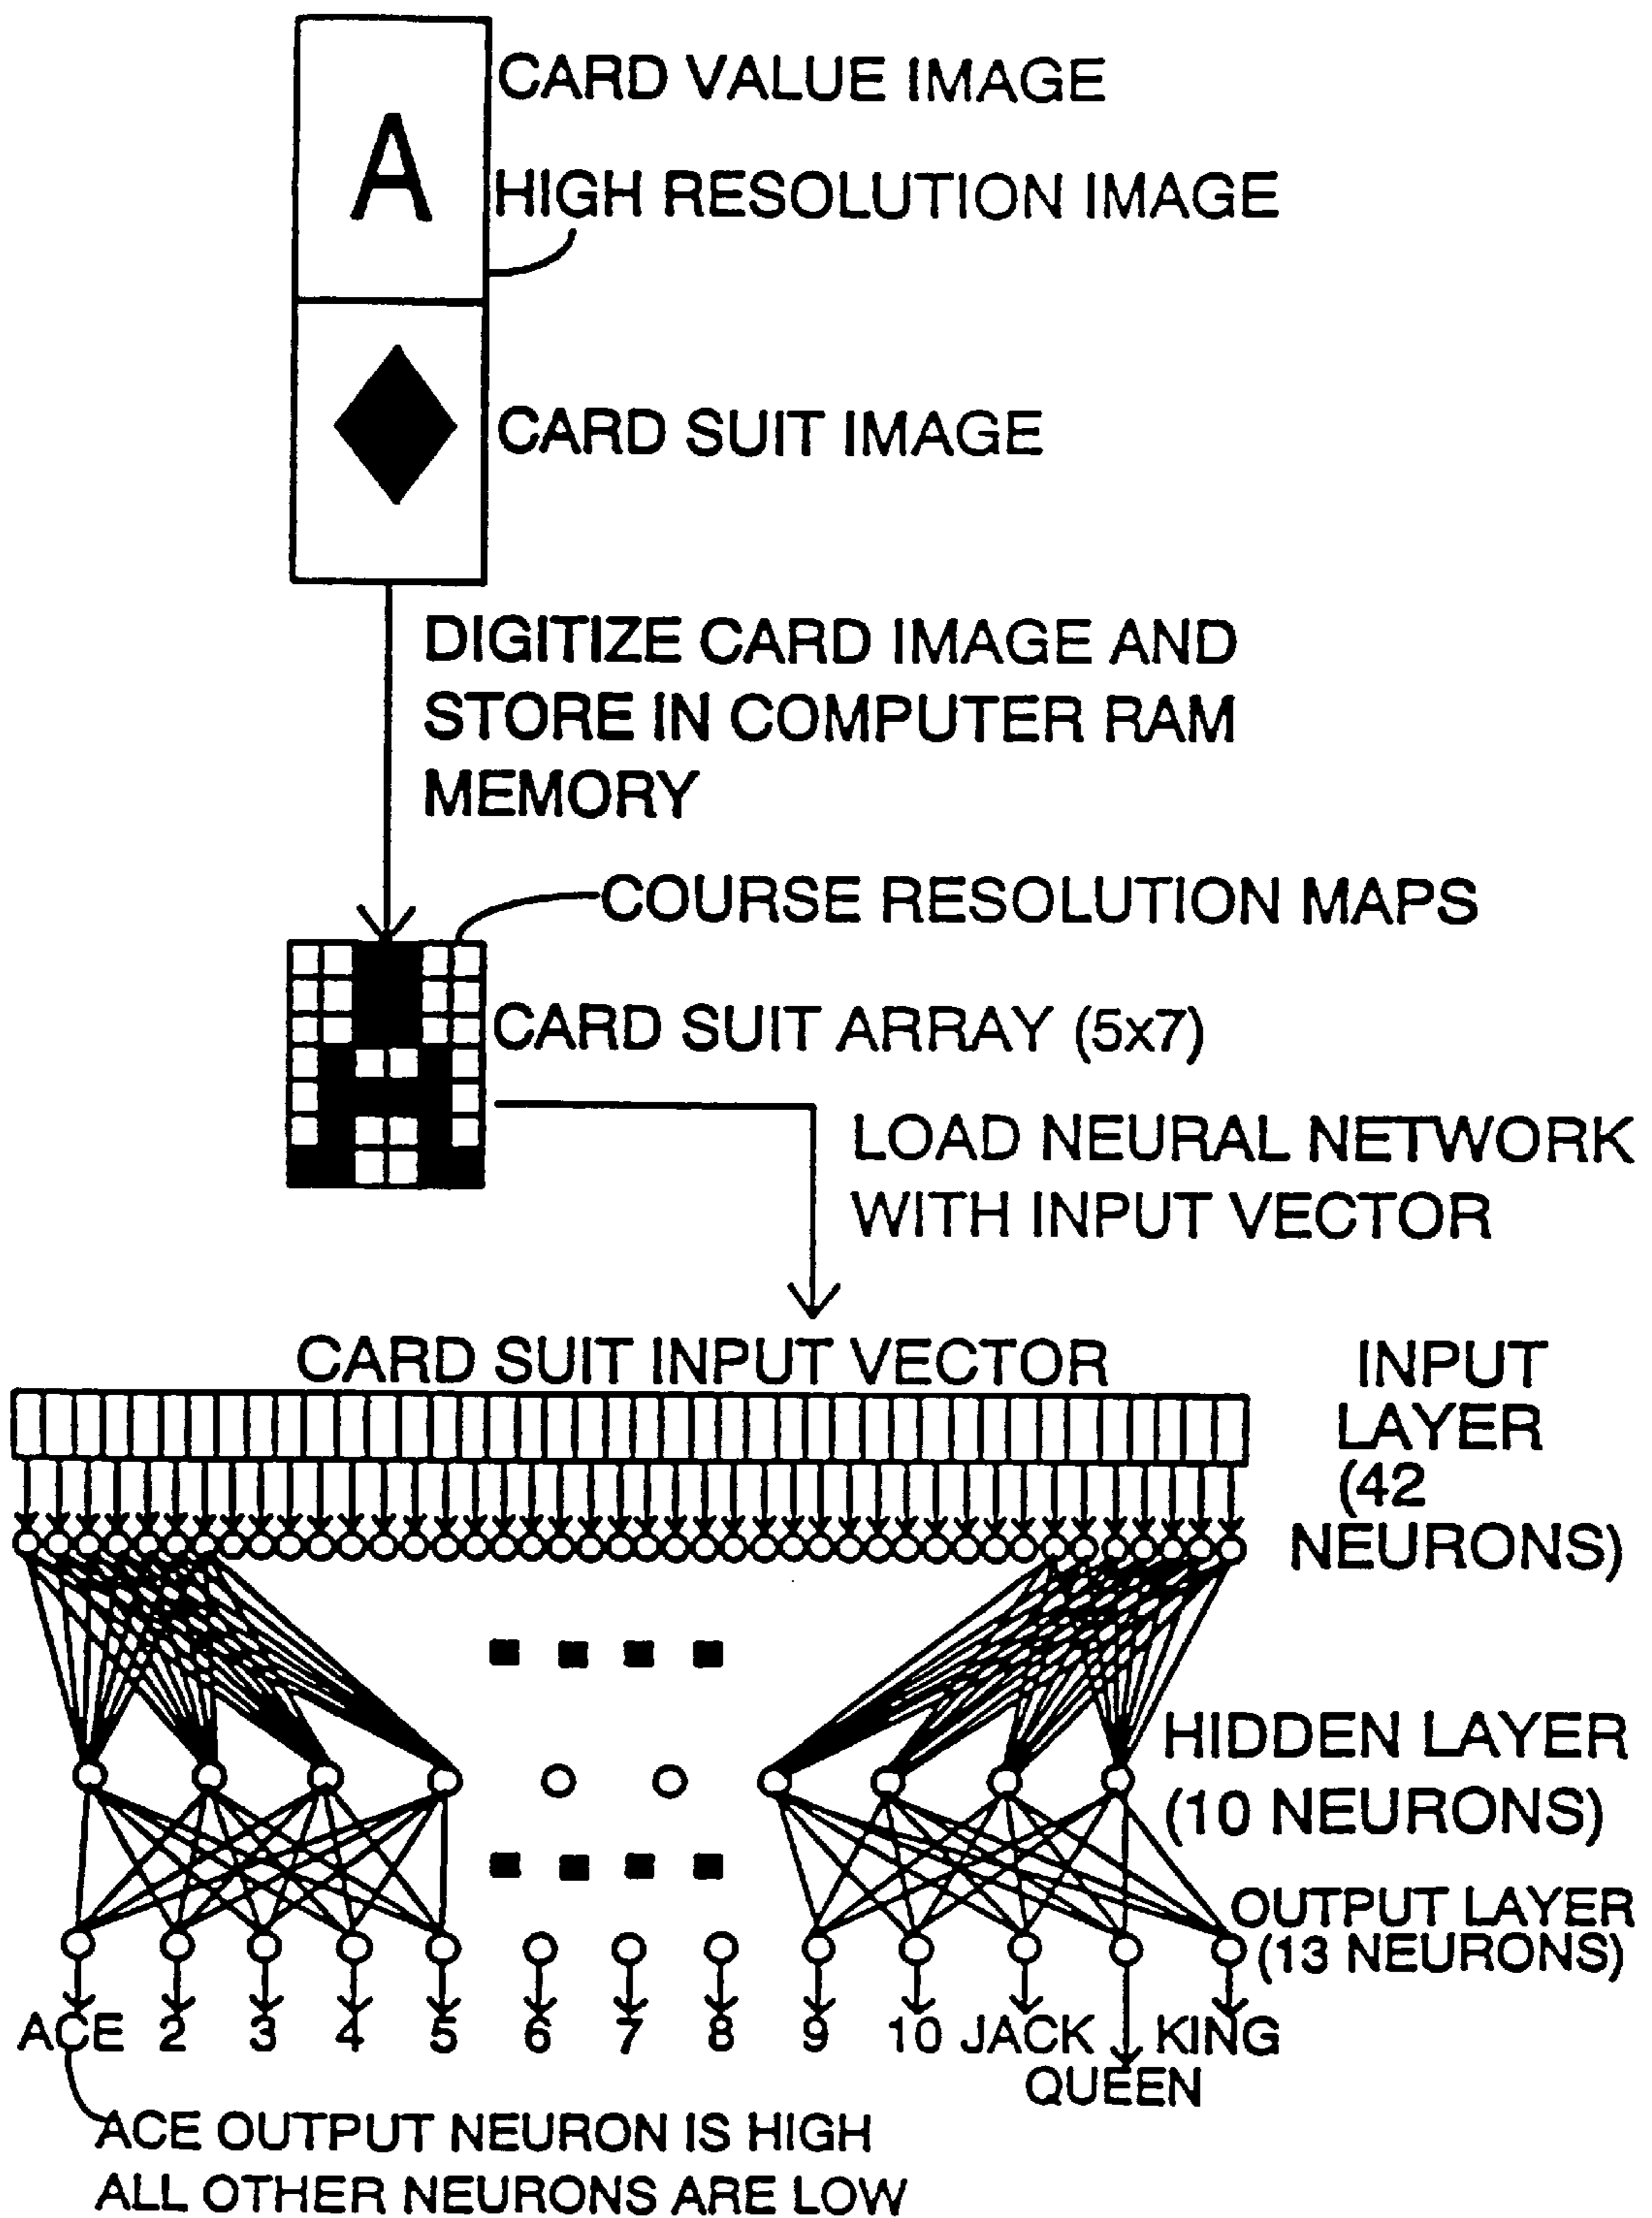 CARD VALUE IMAGE
A
HIGH RESOLUTION IMAGE
CARD SUIT IMAGE
DIGITIZE CARD IMAGE AND
STORE IN COMPUTER RAM
MEMORY
COURSE RESOLUTION MAPS
CARD SUIT ARRAY (5x7)
LOAD NEURAL NETWORK
WITH INPUT VECTOR
CARD SUIT INPUT VECTOR
INPUT
LAYER
(42
NEURONS)
HIDDEN LAYER
(10 NEURONS)
OUTPUT LAYER
(13 NEURONS)
ACE 2 3 4 5 6 7 8 9 10 JACK KING
QUEEN
ACE OUTPUT NEURON IS HIGH
ALL OTHER NEURONS ARE LOW